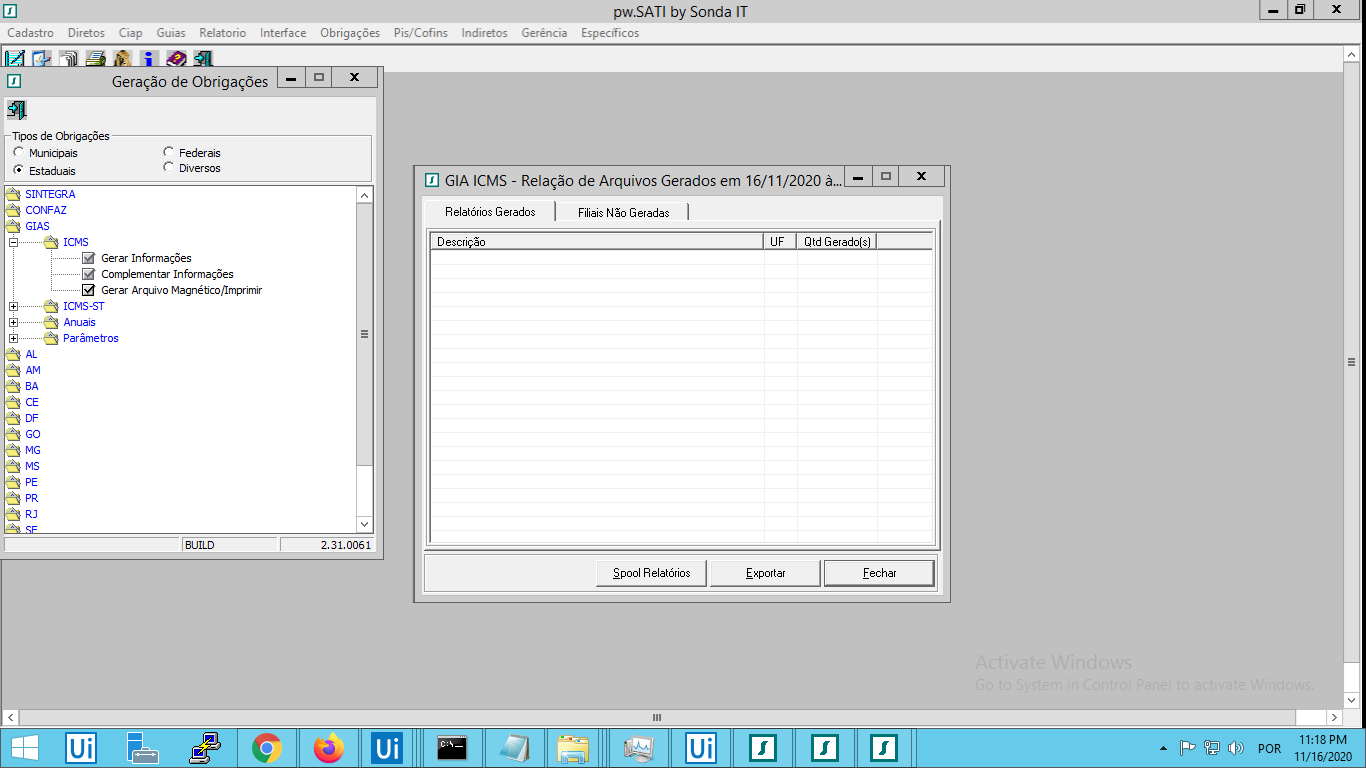 pw.SATI by Sonda IT
Cadastro Diretos Ciap Guias Relatorio Interface Obrigações Pis/Cofins Indiretos Gerência Específicos
Geração de Obrigações
Tipos de Obrigações
Municipais Federais
Estaduais Diversos
SINTEGRA
CONFAZ
GIAS
ICMS
Gerar Informações
Complementar Informações
Gerar Arquivo Magnético/Imprimir
ICMS-ST
Anuais
Parâmetros
AL
AM
BA
CE
DF
GO
MG
MS
PE
PR
RJ
SE
BUILD 2.31.0061
GIA ICMS - Relação de Arquivos Gerados em 16/11/2020 à...
Relatórios Gerados Filiais Não Geradas
Descrição UF Qtd Gerado(s)
Spool Relatórios Exportar Fechar
Activate Windows
Go to System in Control Panel to activate Windows.
Ui Ui C:\ Ui
POR
11:18 PM
11/16/2020